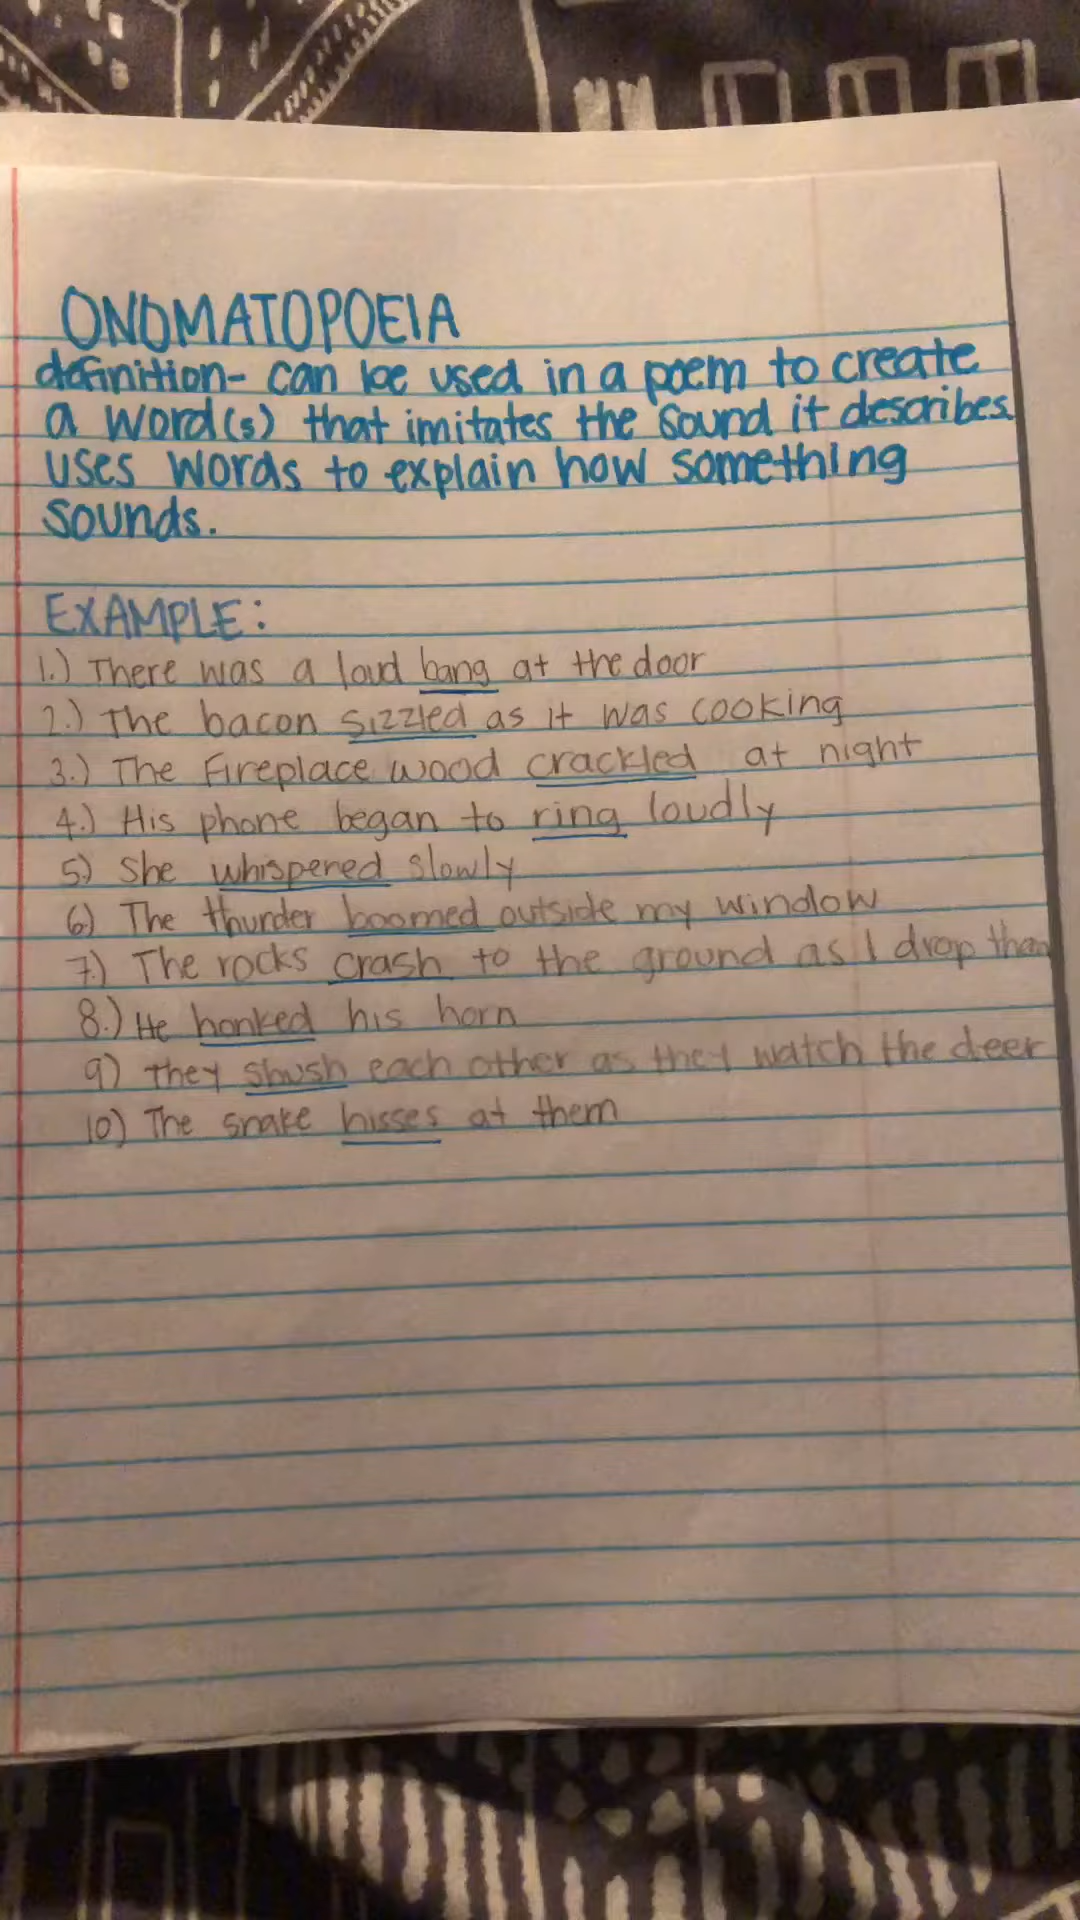 ONOMATOPOEIA
definition- can be used in a poem to create
a word(s) that imitates the sound it describes
uses words to explain how something
sounds.
EXAMPLE:
1.) There was a loud bang at the door
2.) The bacon sizzled as it was cooking
3.) The Fireplace wood crackled at night
4.) His phone began to ring loudly
5) She whispered slowly
6) The thunder boomed outside my window
7.) The rocks crash to the ground as I drop them
8.) He honked his horn
9) They shush each other as they watch the deer
10) The snake hisses at them